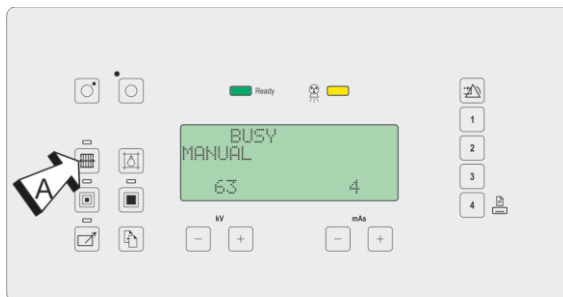 Ready
BUSY
MANUAL
63 4
kV mAs
- + - +
A
1
2
3
4